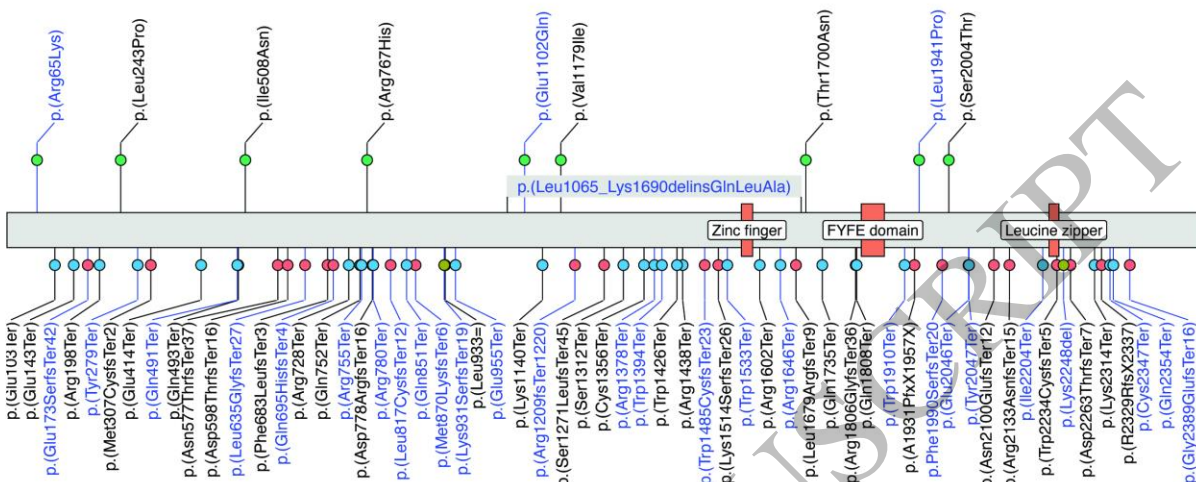 p.(Arg65Lys)
p.(Leu243Pro)
p.(Ile508Asn)
p.(Arg767His)
p.(Glu1102Gln)
p.(Val1179Ile)
p.(Thr1700Asn)
p.(Leu1941Pro)
p.(Ser2004Thr)
p.(Leu1065_Lys1690delinsGlnLeuAla)
Zinc finger
FYFE domain
Leucine zipper
p.(Glu103Ter)
p.(Glu143Ter)
p.(Glu173SerfsTer42)
p.(Arg198Ter)
p.(Tyr279Ter)
p.(Met307CysfsTer2)
p.(Glu414Ter)
p.(Gln491Ter)
p.(Gln493Ter)
p.(Asn577ThrfsTer37)
p.(Asp598ThrfsTer16)
p.(Leu635GlyfsTer27)
p.(Phe683LeufsTer3)
p.(Gln695HisfsTer4)
p.(Arg728Ter)
p.(Gln752Ter)
p.(Arg755Ter)
p.(Asp778ArgfsTer16)
p.(Arg780Ter)
p.(Leu817CysfsTer12)
p.(Gln851Ter)
p.(Met870LysfsTer6)
p.(Lys931SerfsTer19)
p.(Leu933=)
p.(Glu955Ter)
p.(Lys1140Ter)
p.(Arg1209fsTer1220)
p.(Ser1271LeufsTer45)
p.(Ser1312Ter)
p.(Cys1356Ter)
p.(Arg1378Ter)
p.(Trp1394Ter)
p.(Trp1426Ter)
p.(Arg1438Ter)
p.(Trp1485CysfsTer23)
p.(Lys1514SerfsTer26)
p.(Trp1533Ter)
p.(Arg1602Ter)
p.(Arg1646Ter)
p.(Leu1679ArgfsTer9)
p.(Gln1735Ter)
p.(Arg1806GlyfsTer36)
p.(Gln1808Ter)
p.(Trp1910Ter)
p.(A1931PfxX1957X)
p.Phe1990SerfsTer20
p.(Gln2046Ter)
p.(Tyr2047Ter)
p.(Asn2100GlufsTer12)
p.(Arg2133AsnfsTer15)
p.(Ile2204Ter)
p.(Trp2234CysfsTer5)
p.(Lys2248del)
p.(Asp2263ThrfsTer7)
p.(Lys2314Ter)
p.(R2329RfsX2337)
p.(Cys2347Ter)
p.(Gln2354Ter)
p.(Gly2389GlufsTer16)